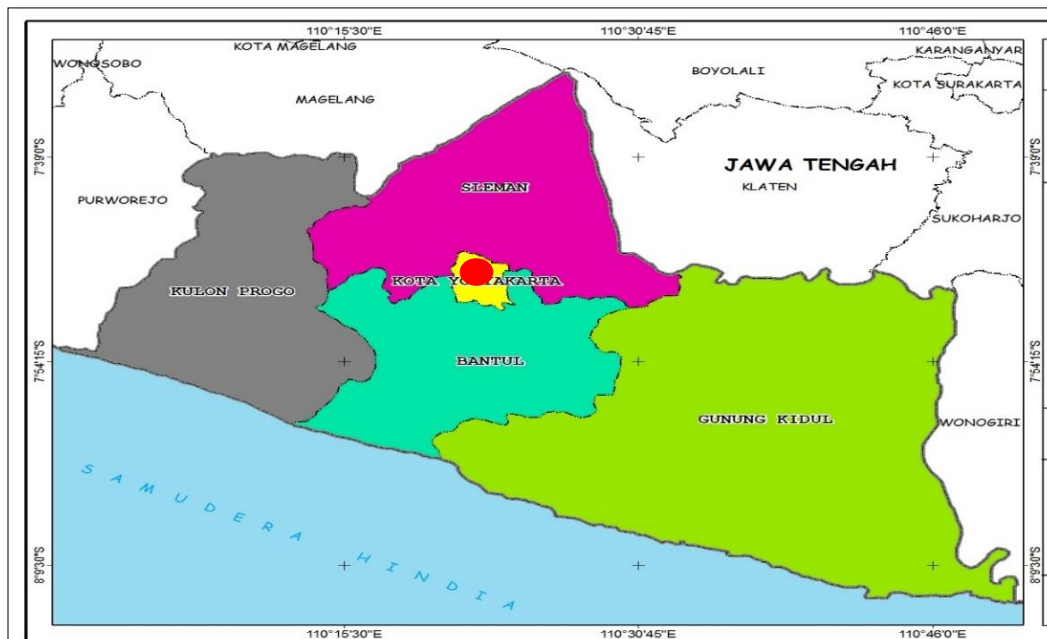 110°15'30"E
110°30'45"E
110°46'0"E
KOTA MAGELANG
KARANGANYAR
WONOSOBO
BOYOLALI
KOTA SURAKARTA
MAGELANG
7°39'0"S
7°39'0"S
JAWA TENGAH
SLEMAN
KLATEN
PURWOREJO
SUKOHARJO
KOTA YOGYAKARTA
KULON PROGO
BANTUL
7°54'15"S
7°54'15"S
GUNUNG KIDUL
WONOGIRI
SAMUDERA HINDIA
8°9'30"S
8°9'30"S
110°15'30"E
110°30'45"E
110°46'0"E